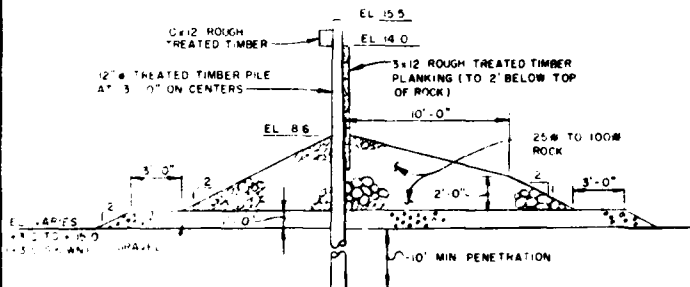 EL 15.5
EL 14.0
12 ROUGH
TREATED TIMBER
3x12 ROUGH TREATED TIMBER
PLANKING (TO 2' BELOW TOP
OF ROCK)
12"ø TREATED TIMBER PILE
AT 3'-0" ON CENTERS
10'-0"
EL 8.6
25# TO 100#
ROCK
3'-0"
2
2
3'-0"
2
2'-0"
EL VARIES
GRAVEL
10' MIN PENETRATION